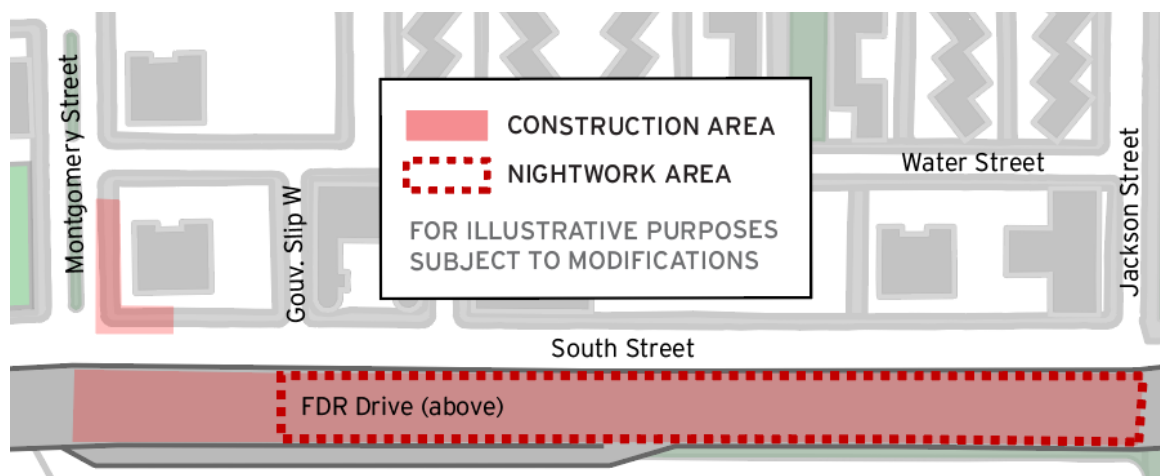 Montgomery Street
Gouv. Slip W
CONSTRUCTION AREA
NIGHTWORK AREA
FOR ILLUSTRATIVE PURPOSES
SUBJECT TO MODIFICATIONS
Water Street
Jackson Street
South Street
FDR Drive (above)